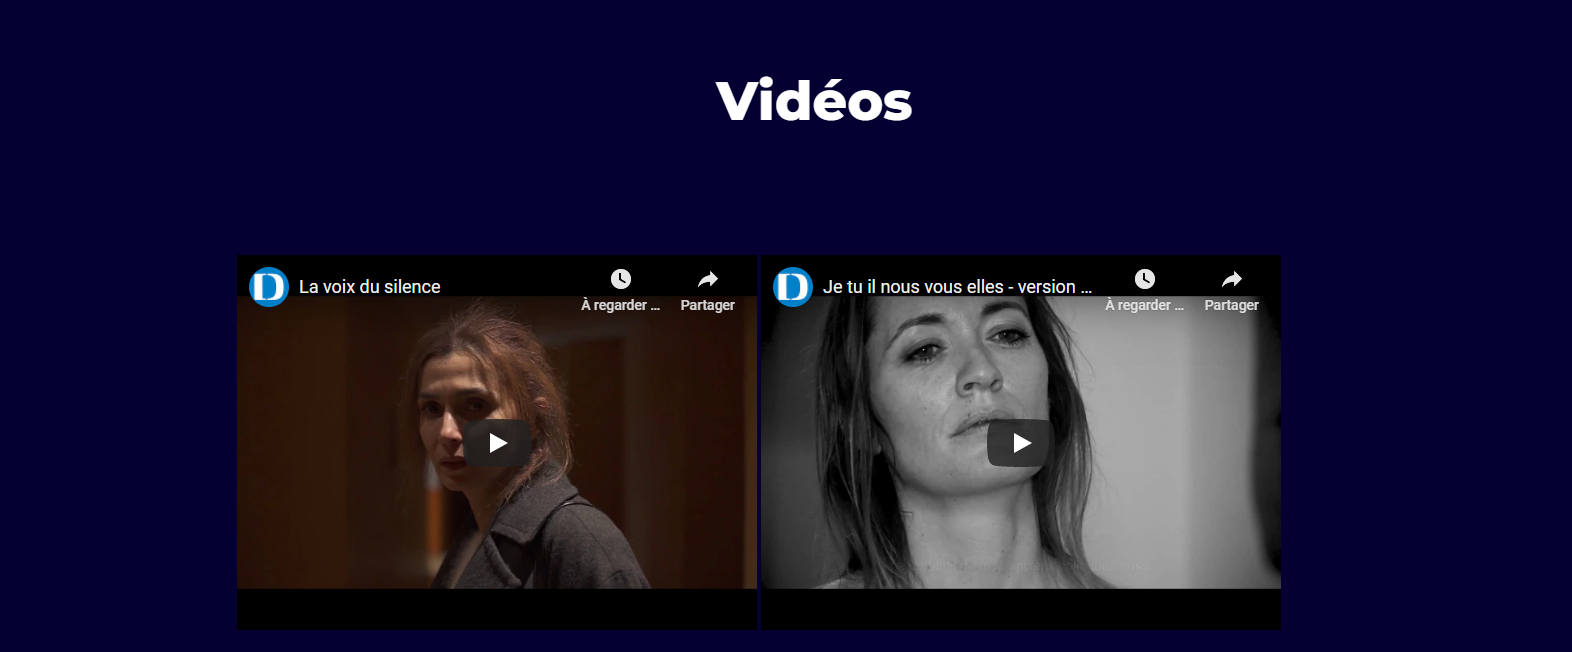 Vidéos
La voix du silence
À regarder ...
Partager
Je tu il nous vous elles - version ...
À regarder ...
Partager